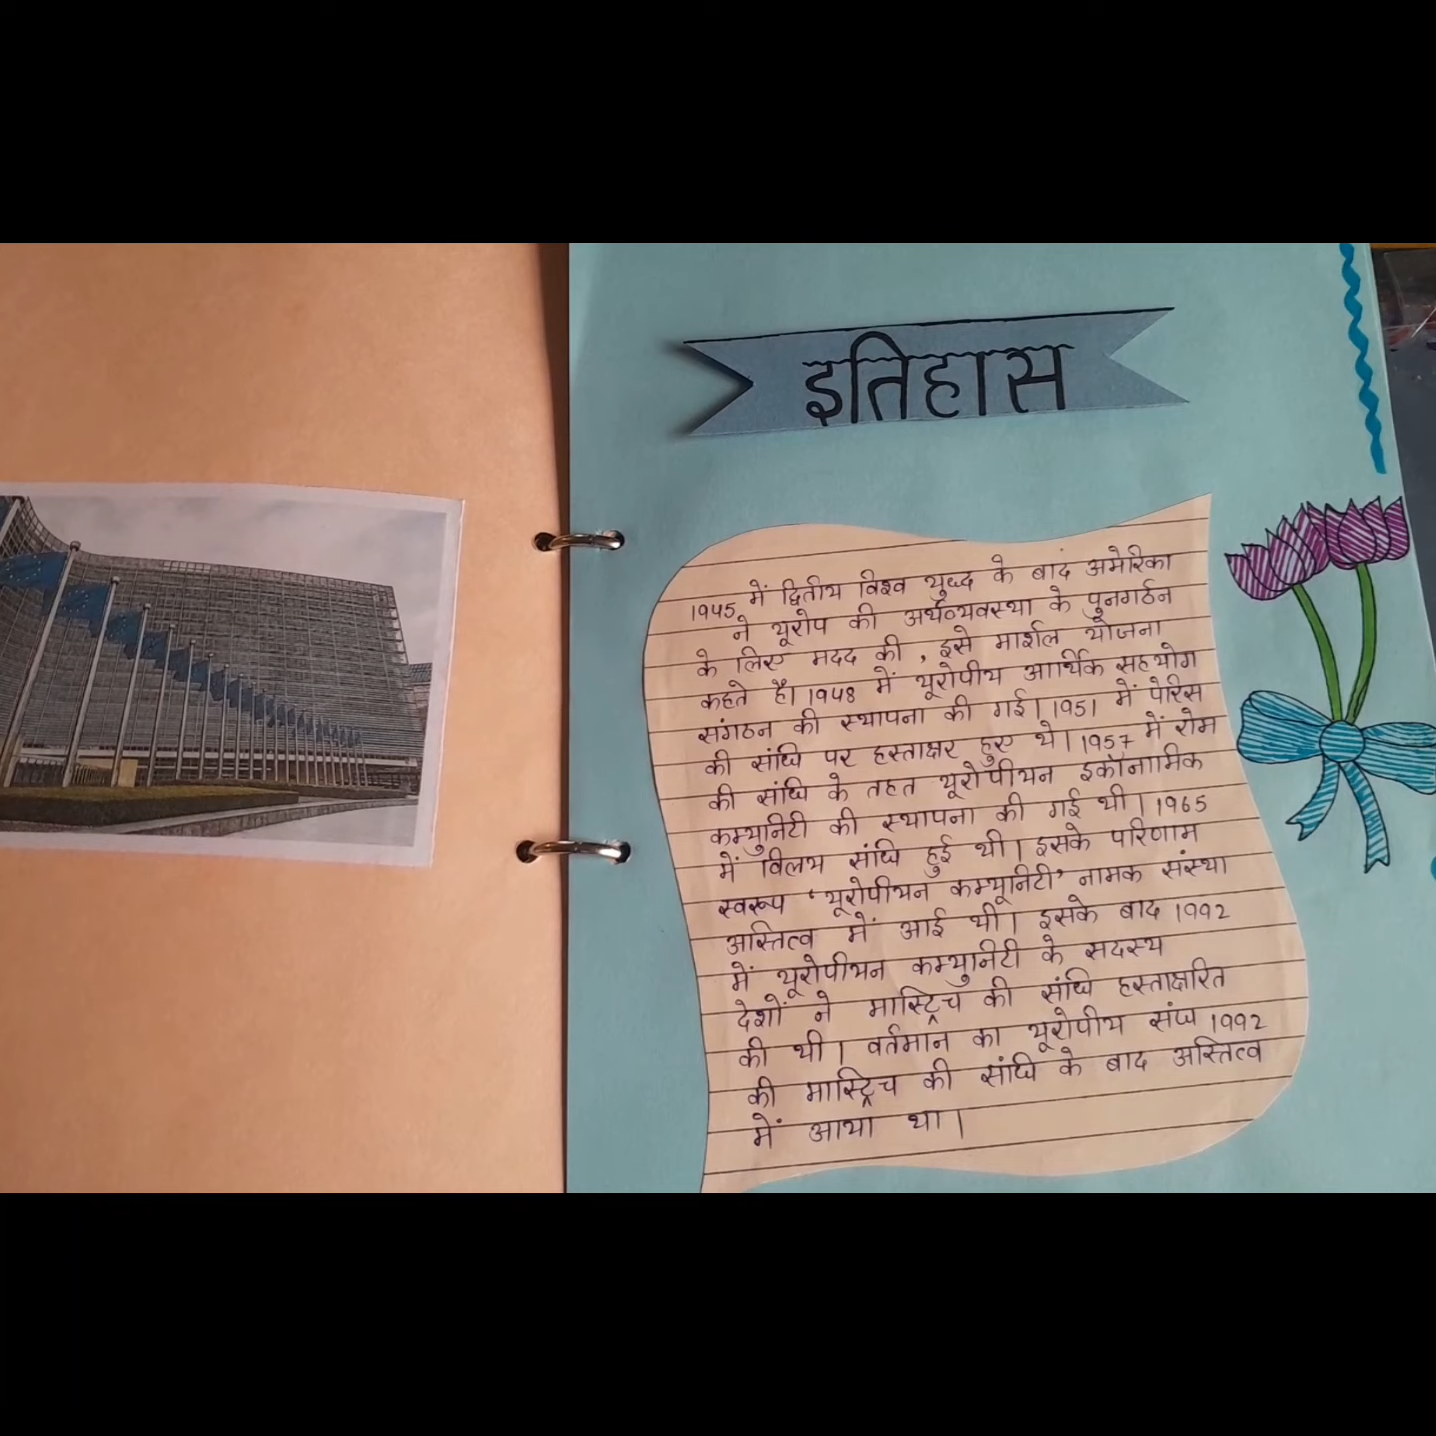 इतिहास
1945 में द्वितीय विश्व युध्द के बाद अमेरिका
ने यूरोप की अर्थव्यवस्था के पुनगर्ठन
के लिए मदद की, इसे मार्शल योजना
कहते है। 1948 में यूरोपीय आर्थिक सहयोग
संगठन की स्थापना की गई। 1951 में पेरिस
की संधि पर हस्ताक्षर हुए थे। 1957 में रोम
की संधि के तहत यूरोपीयन इकॉनामिक
कम्युनिटी की स्थापना की गई थी। 1965
में विलय संधि हुई थी। इसके परिणाम
स्वरूप 'यूरोपीयन कम्यूनिटी' नामक संस्था
अस्तित्व में आई थी। इसके बाद 1992
में यूरोपीयन कम्युनिटी के सदस्य
देशों ने मास्ट्रिच की संधि हस्ताक्षरित
की थी। वर्तमान का यूरोपीय संघ 1992
की मास्ट्रिच की संधि के बाद अस्तित्व
में आया था।